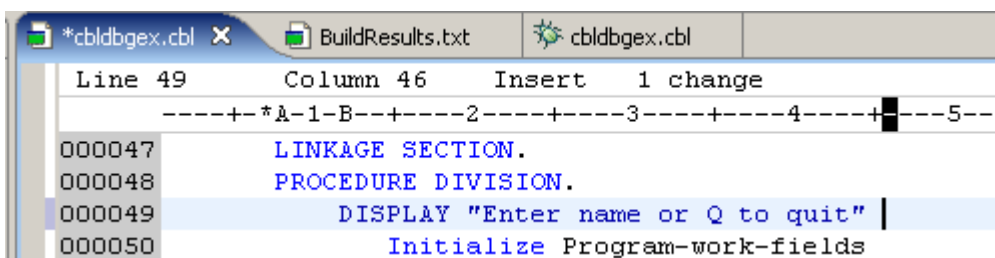 *cbldbgex.cbl BuildResults.txt cbldbgex.cbl
Line 49 Column 46 Insert 1 change
----+-*A-1-B--+----2----+----3----+----4----+----5--
000047 LINKAGE SECTION.
000048 PROCEDURE DIVISION.
000049 DISPLAY "Enter name or Q to quit"
000050 Initialize Program-work-fields